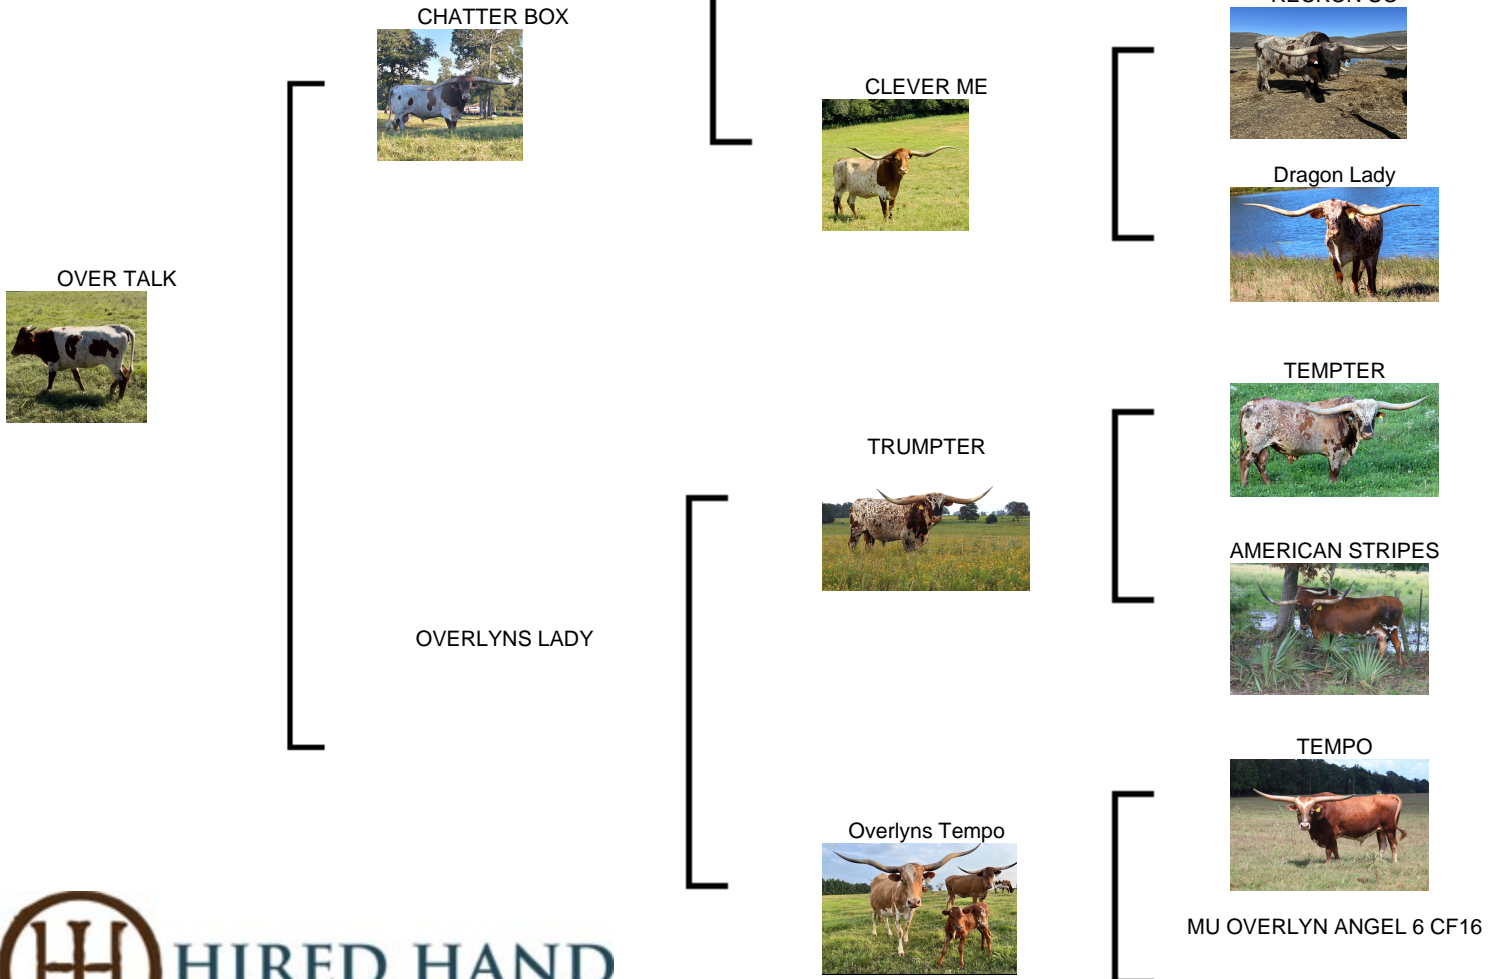 CHATTER BOX
CLEVER ME
Dragon Lady
OVER TALK
TEMPTER
TRUMPTER
AMERICAN STRIPES
OVERLYNS LADY
TEMPO
Overlyns Tempo
MU OVERLYN ANGEL 6 CF16
HIRED HAND